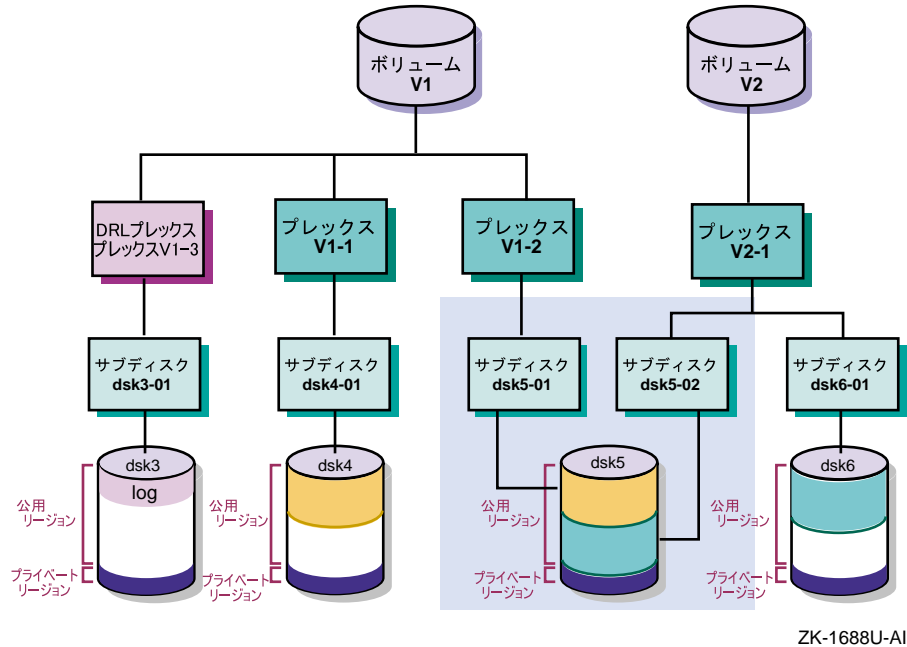 ボリューム
V1
ボリューム
V2
DRLプレックス
プレックスV1-3
プレックス
V1-1
プレックス
V1-2
プレックス
V2-1
サブディスク
dsk3-01
サブディスク
dsk4-01
サブディスク
dsk5-01
サブディスク
dsk5-02
サブディスク
dsk6-01
dsk3
log
公用
リージョン
プライベート
リージョン
dsk4
公用
リージョン
プライベート
リージョン
dsk5
公用
リージョン
プライベート
リージョン
dsk6
公用
リージョン
プライベート
リージョン
ZK-1688U-AI